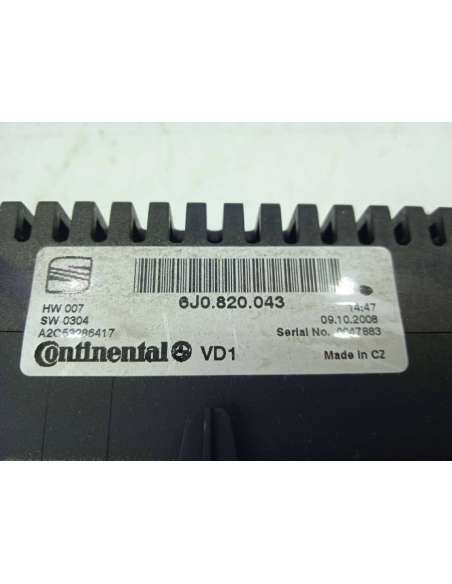 6J0.820.043
HW 007 14:47
SW 0304 09.10.2008
A2C53286417 Serial No. 0047883
Continental VD1 Made in CZ